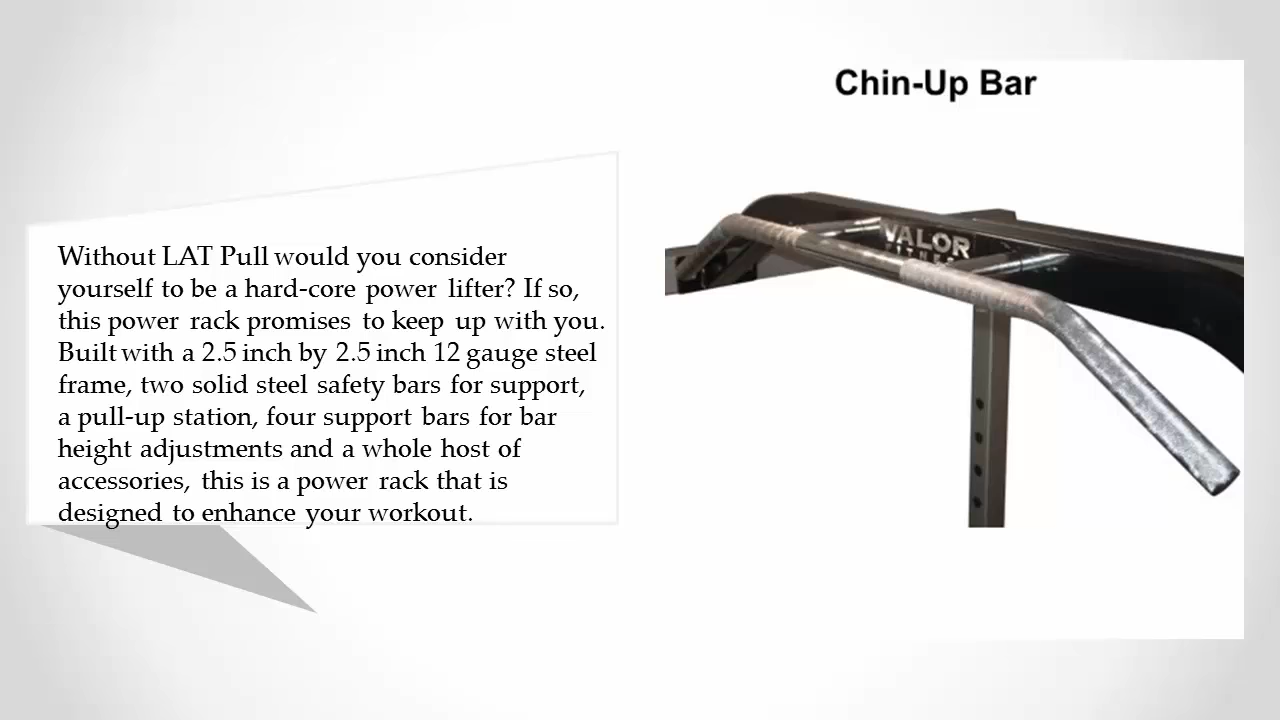 Chin-Up Bar
VALOR
FITNESS
Without LAT Pull would you consider
yourself to be a hard-core power lifter? If so,
this power rack promises to keep up with you.
Built with a 2.5 inch by 2.5 inch 12 gauge steel
frame, two solid steel safety bars for support,
a pull-up station, four support bars for bar
height adjustments and a whole host of
accessories, this is a power rack that is
designed to enhance your workout.